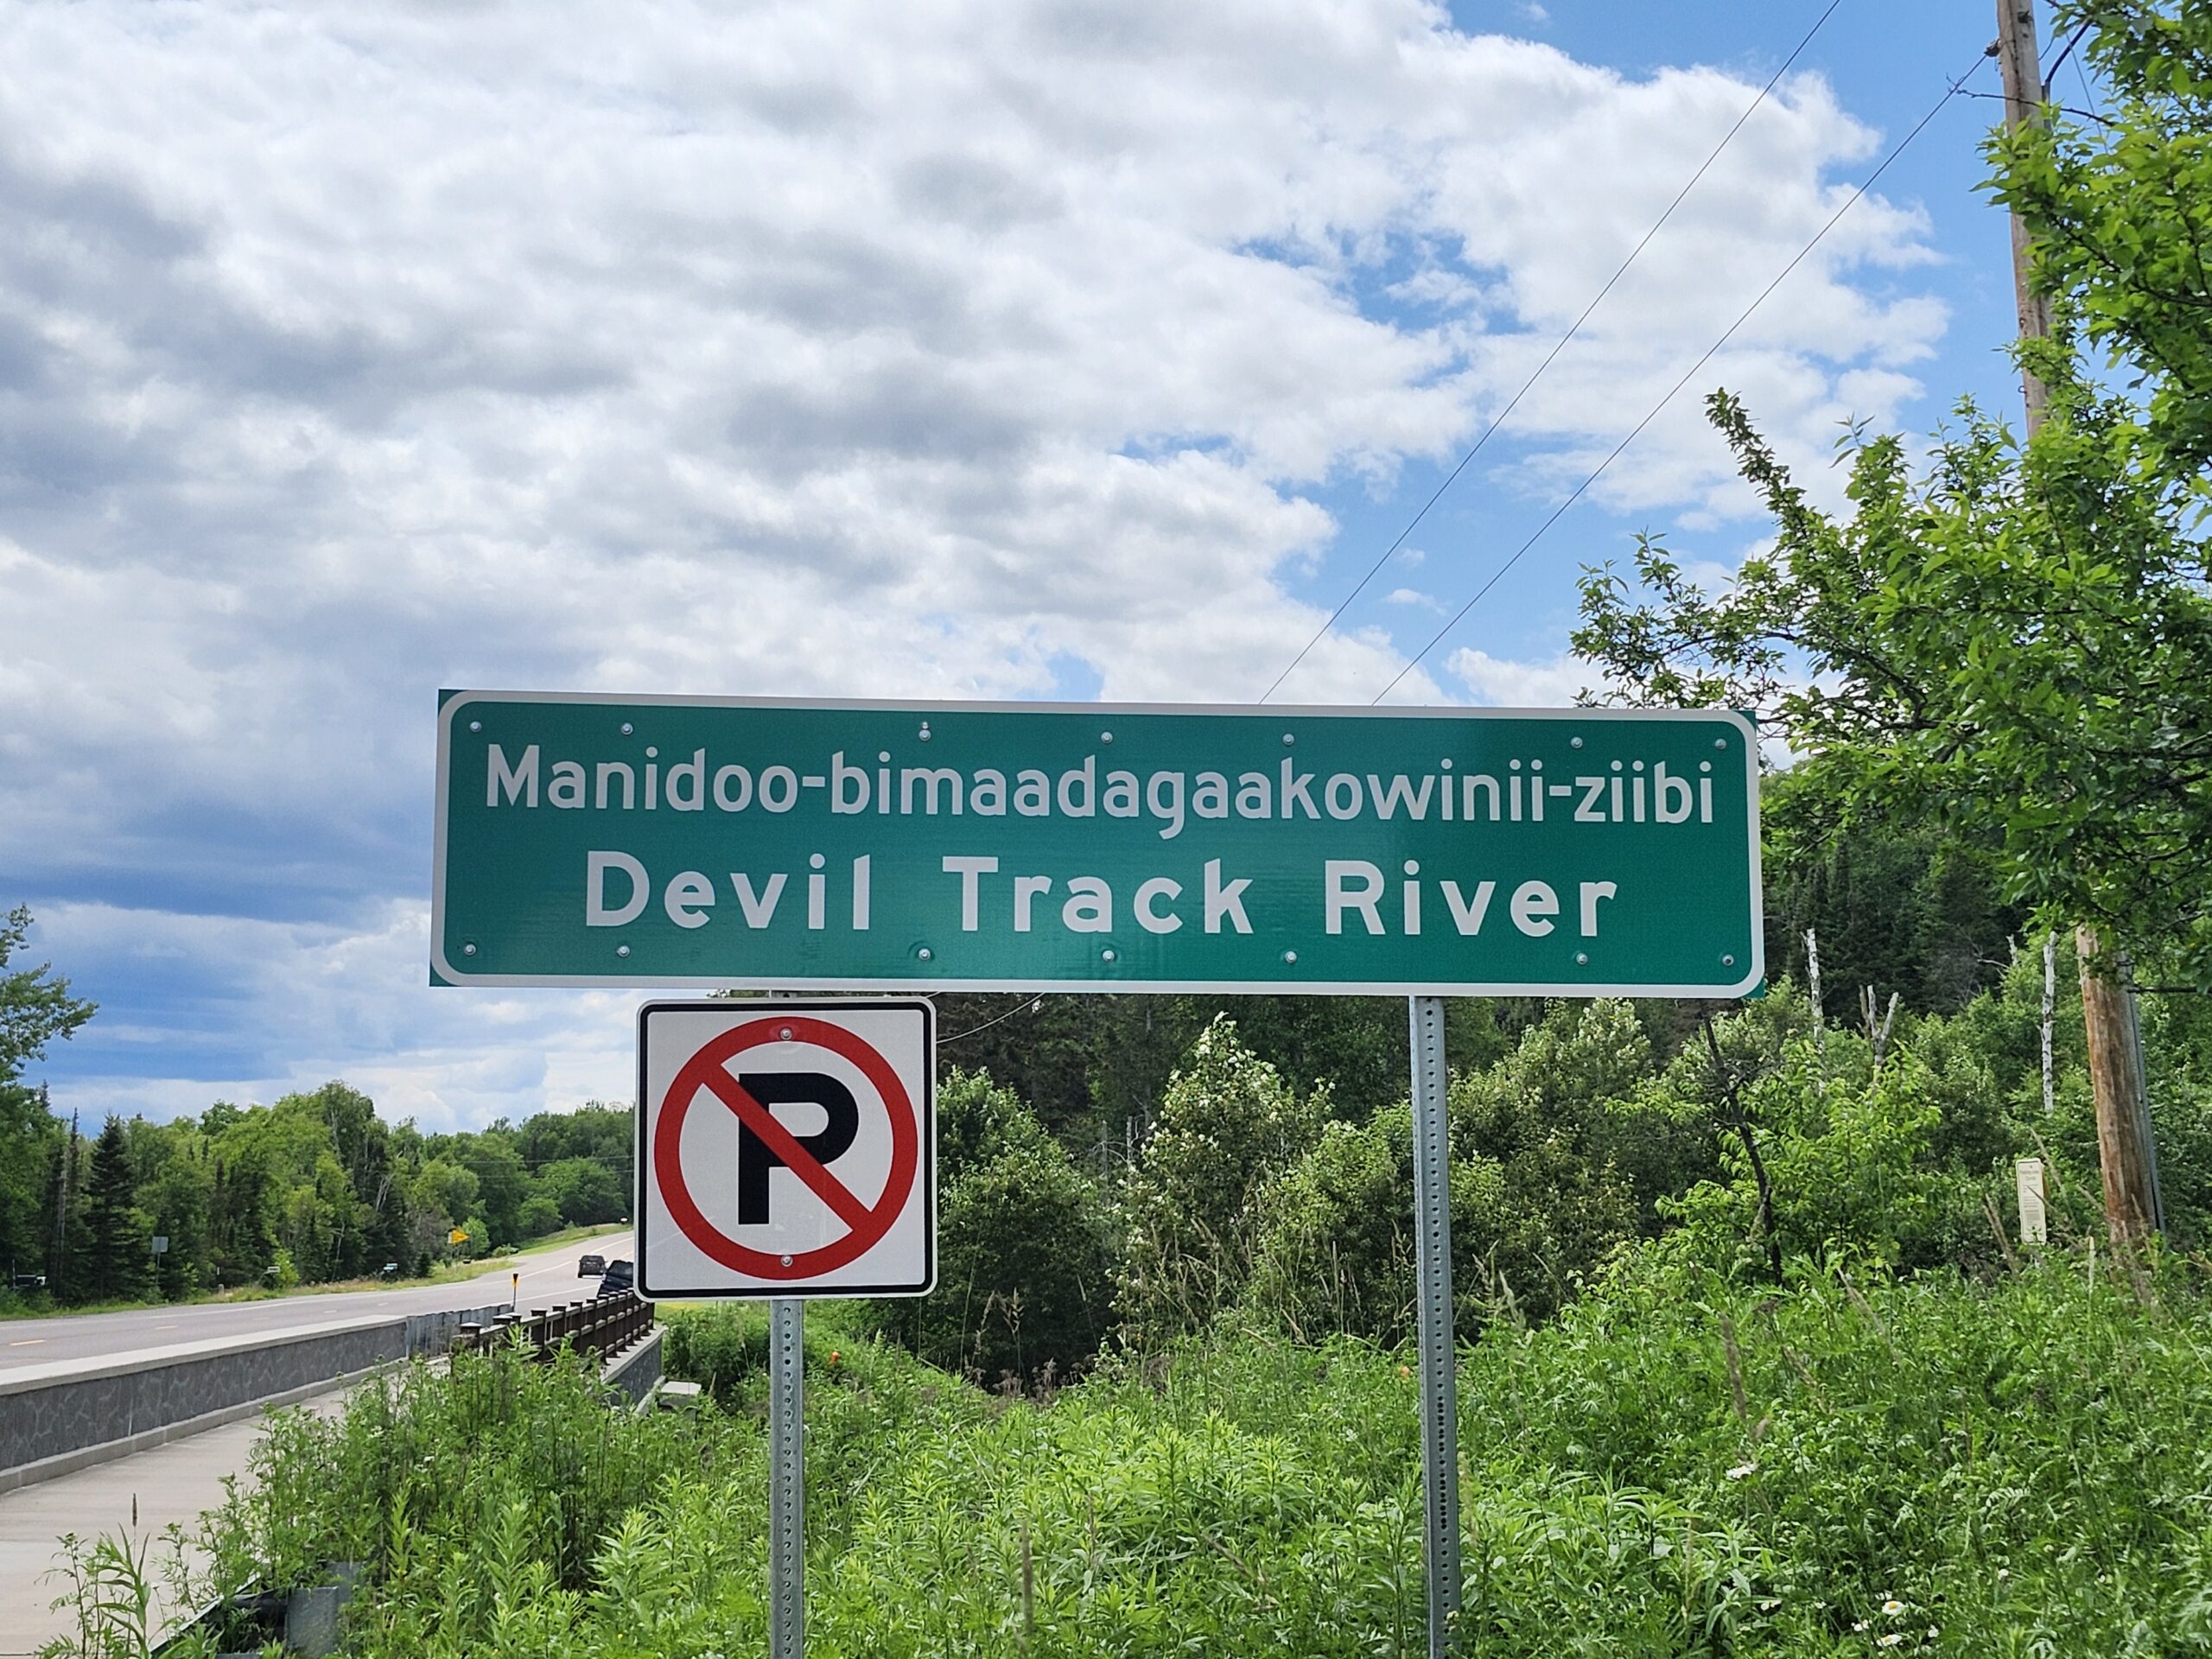 Manidoo-bimaadagaakowinii-ziibi
Devil Track River
P